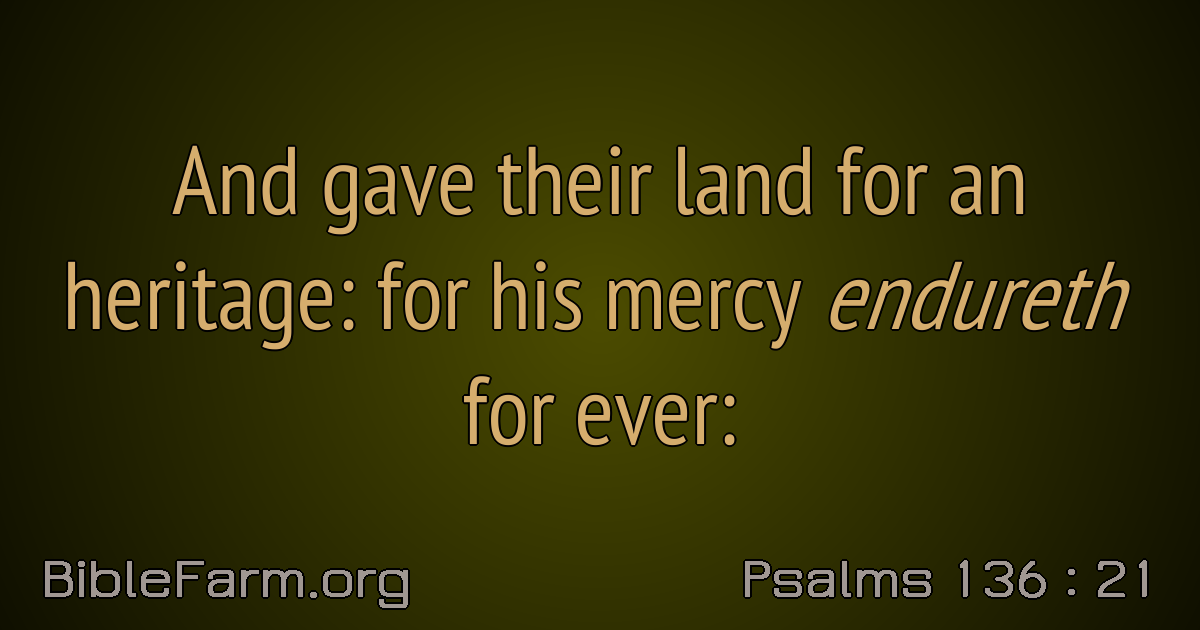 And gave their land for an
heritage: for his mercy endureth
for ever:
BibleFarm.org
Psalms 136 : 21